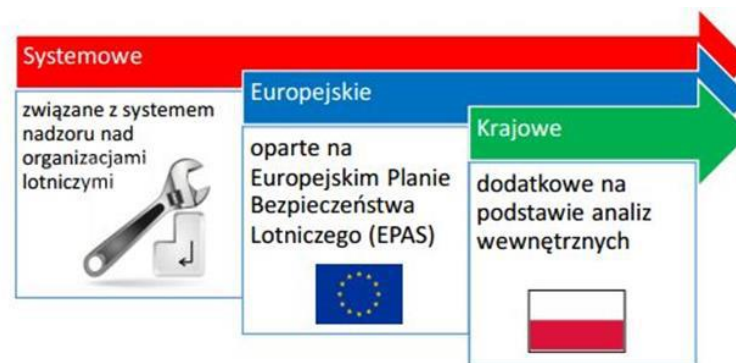 Systemowe
związane z systemem
nadzoru nad
organizacjami
lotniczymi
Europejskie
oparte na
Europejskim Planie
Bezpieczeństwa
Lotniczego (EPAS)
Krajowe
dodatkowe na
podstawie analiz
wewnętrznych